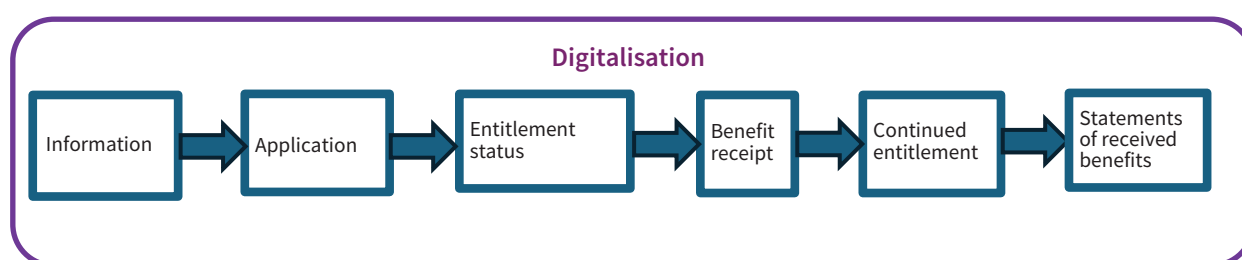 Digitalisation
Information
Application
Entitlement
status
Benefit
receipt
Continued
entitlement
Statements
of received
benefits